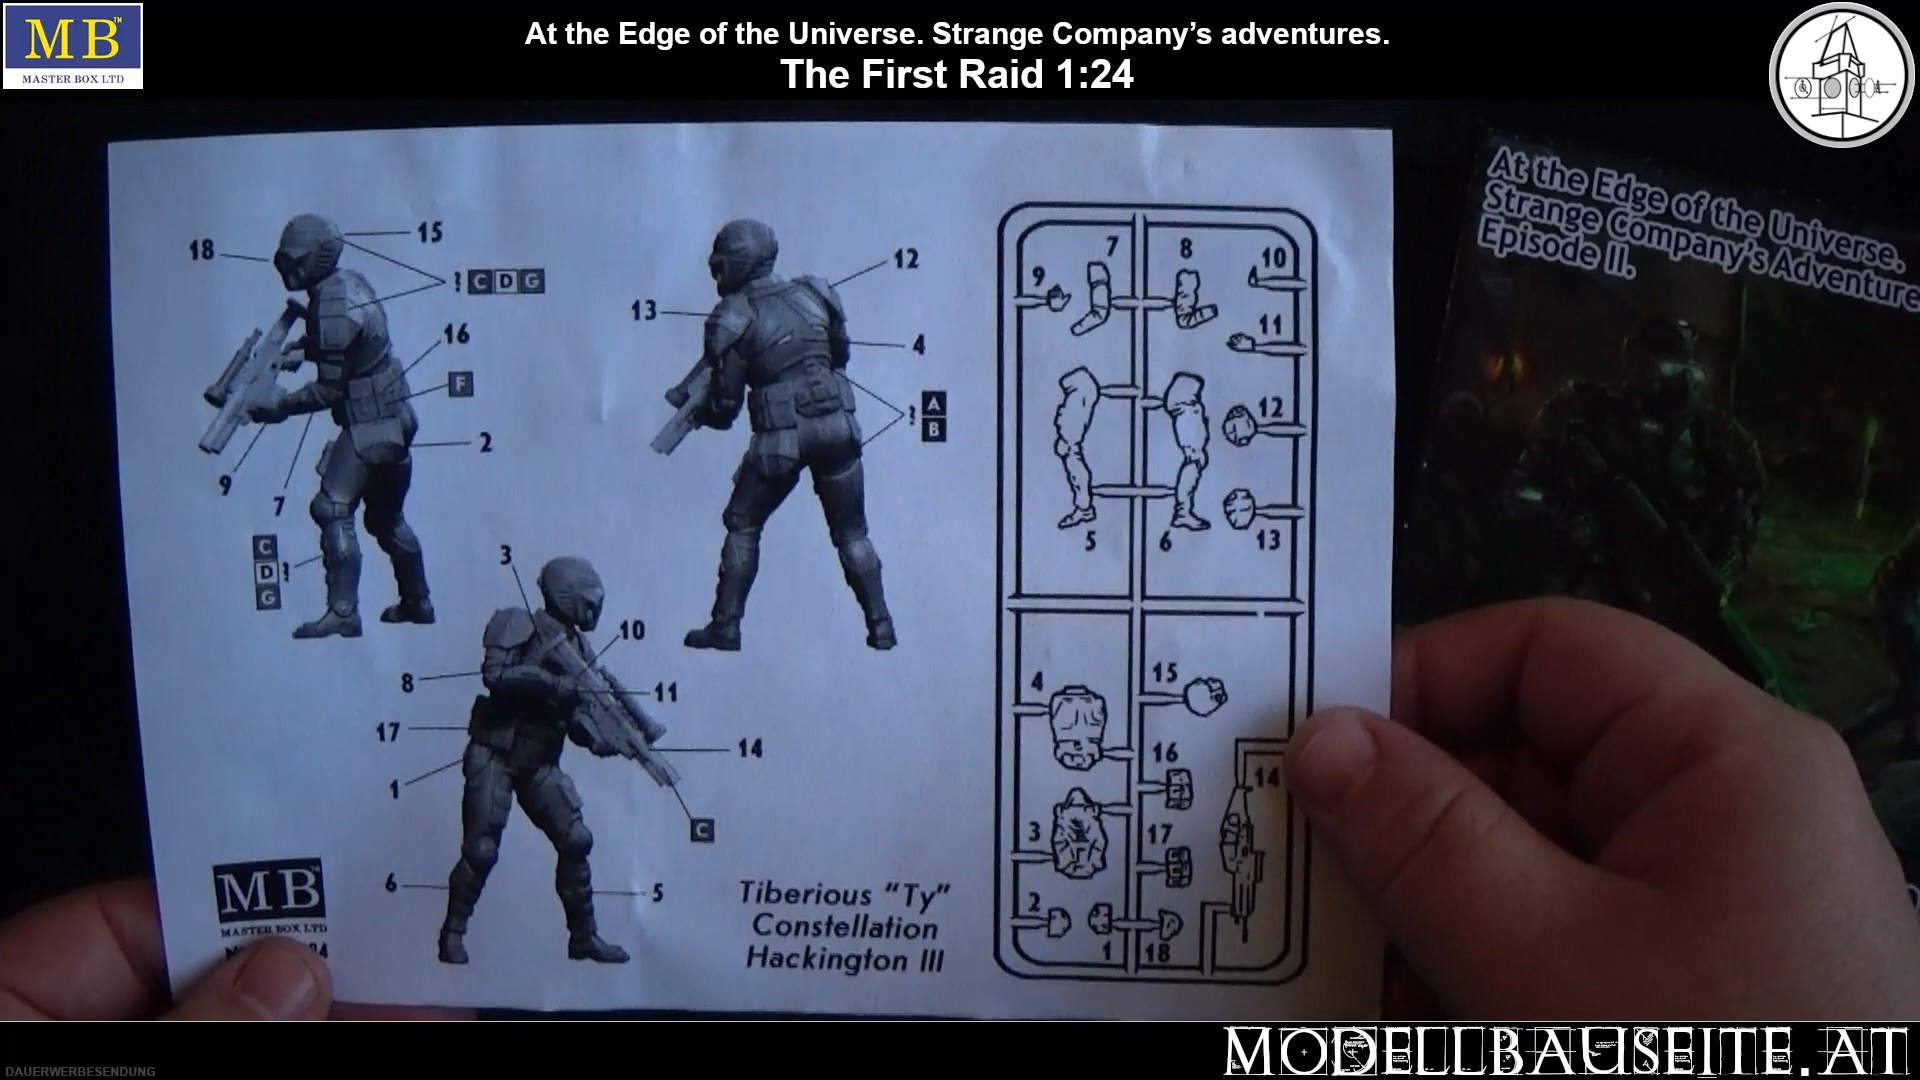 MB™
MASTER BOX LTD
At the Edge of the Universe. Strange Company’s adventures.
The First Raid 1:24
At the Edge of the Universe.
Strange Company's Adventure
Episode II.
18
15
C D G
16
F
2
9
7
C
D
G
13
12
4
A
B
3
10
8
11
17
14
1
C
6
5
Tiberious “Ty”
Constellation
Hackington III
MB
MASTER BOX LTD
7
8
9
10
11
12
5
6
13
4
15
16
14
3
17
2
1
18
DAUERWERBESENDUNG
MODELLBAUSEITE.AT